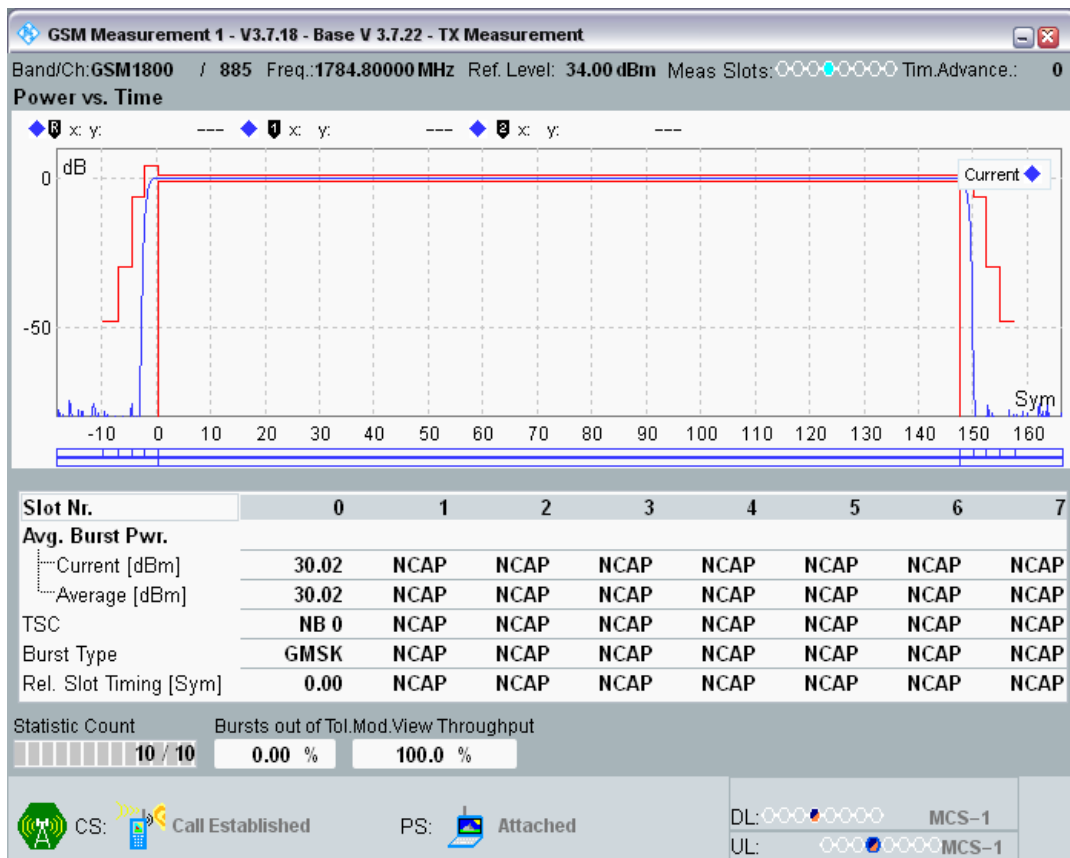 GSM Measurement 1 - V3.7.18 - Base V 3.7.22 - TX Measurement
Band/Ch:GSM1800 / 885 Freq.:1784.80000 MHz Ref. Level: 34.00 dBm Meas Slots: Tim.Advance.: 0
Power vs. Time
R x: y: --- 1 x: y: --- 2 x: y: ---
dB
0
Current
-50
Sym
-10 0 10 20 30 40 50 60 70 80 90 100 110 120 130 140 150 160
Slot Nr. 0 1 2 3 4 5 6 7
Avg. Burst Pwr.
Current [dBm] 30.02 NCAP NCAP NCAP NCAP NCAP NCAP NCAP
Average [dBm] 30.02 NCAP NCAP NCAP NCAP NCAP NCAP NCAP
TSC NB 0 NCAP NCAP NCAP NCAP NCAP NCAP NCAP
Burst Type GMSK NCAP NCAP NCAP NCAP NCAP NCAP NCAP
Rel. Slot Timing [Sym] 0.00 NCAP NCAP NCAP NCAP NCAP NCAP NCAP
Statistic Count Bursts out of Tol.Mod.View Throughput
10 / 10 0.00 % 100.0 %
CS: Call Established PS: Attached
DL: MCS-1
UL: MCS-1